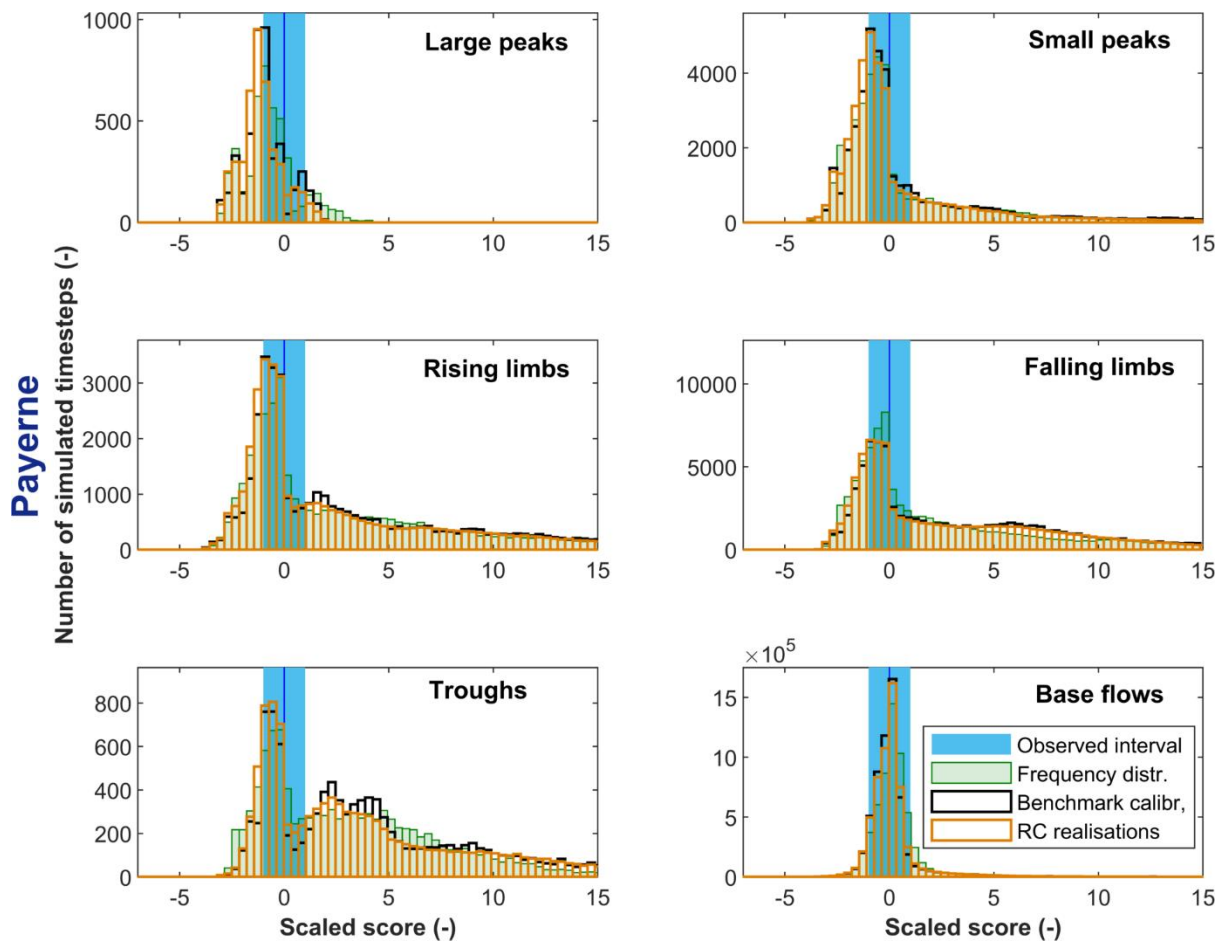 Payerne
Number of simulated timesteps (-)
Large peaks
1000
500
0
-5 0 5 10 15
Small peaks
4000
2000
0
-5 0 5 10 15
Rising limbs
3000
2000
1000
0
-5 0 5 10 15
Falling limbs
10000
5000
0
-5 0 5 10 15
Troughs
800
600
400
200
0
-5 0 5 10 15
Scaled score (-)
×10⁵
Base flows
15
10
5
0
Observed interval
Frequency distr.
Benchmark calibr,
RC realisations
-5 0 5 10 15
Scaled score (-)